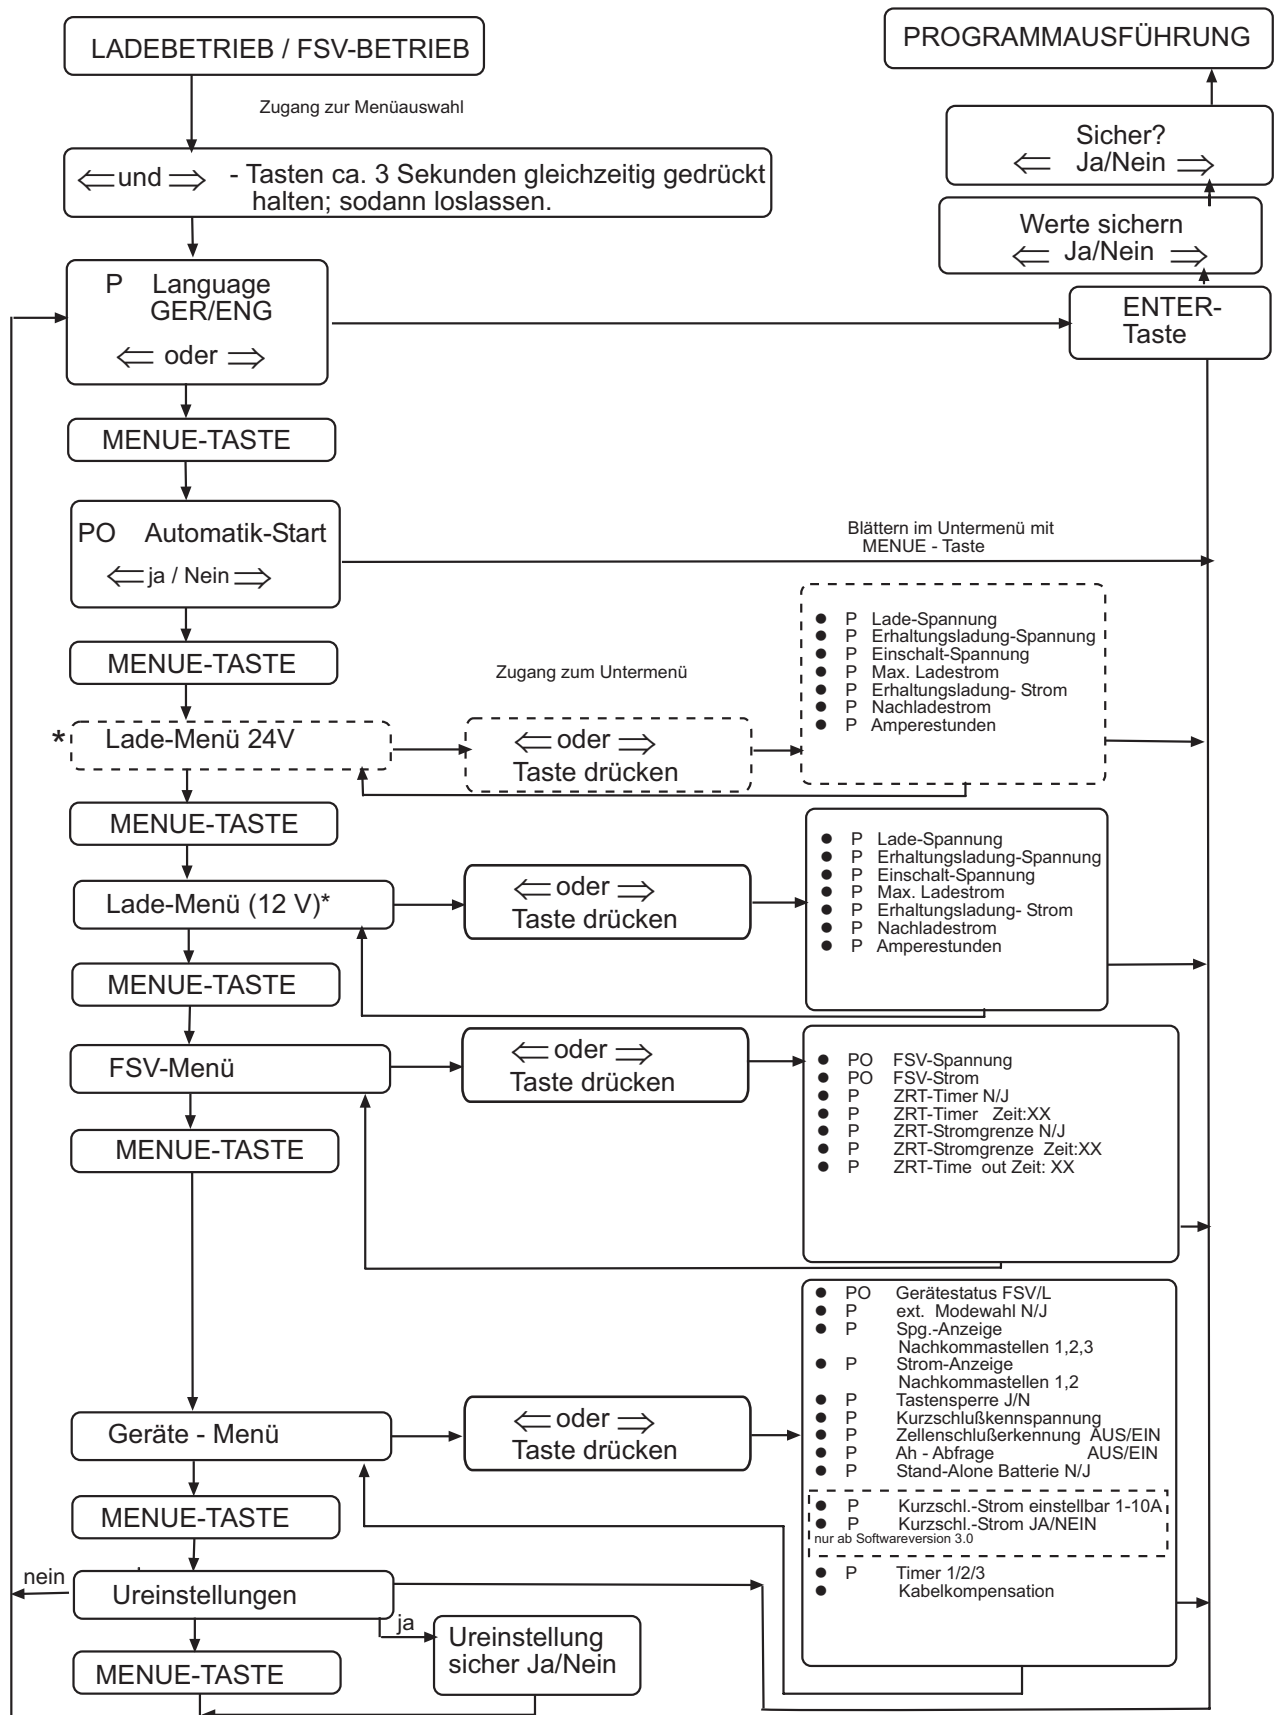 LADEBETRIEB / FSV-BETRIEB
PROGRAMMAUSFÜHRUNG
Zugang zur Menüauswahl
Sicher?
⇐ Ja/Nein ⇒
⇐ und ⇒ - Tasten ca. 3 Sekunden gleichzeitig gedrückt
halten; sodann loslassen.
Werte sichern
⇐ Ja/Nein ⇒
P Language
GER/ENG
⇐ oder ⇒
ENTER-
Taste
MENUE-TASTE
PO Automatik-Start
⇐ ja / Nein ⇒
Blättern im Untermenü mit
MENUE - Taste
MENUE-TASTE
Zugang zum Untermenü
* Lade-Menü 24V
⇐ oder ⇒
Taste drücken
● P Lade-Spannung
● P Erhaltungsladung-Spannung
● P Einschalt-Spannung
● P Max. Ladestrom
● P Erhaltungsladung- Strom
● P Nachladestrom
● P Amperestunden
MENUE-TASTE
Lade-Menü (12 V)*
⇐ oder ⇒
Taste drücken
● P Lade-Spannung
● P Erhaltungsladung-Spannung
● P Einschalt-Spannung
● P Max. Ladestrom
● P Erhaltungsladung- Strom
● P Nachladestrom
● P Amperestunden
MENUE-TASTE
FSV-Menü
⇐ oder ⇒
Taste drücken
● PO FSV-Spannung
● PO FSV-Strom
● P ZRT-Timer N/J
● P ZRT-Timer Zeit:XX
● P ZRT-Stromgrenze N/J
● P ZRT-Stromgrenze Zeit:XX
● P ZRT-Time out Zeit: XX
MENUE-TASTE
Geräte - Menü
⇐ oder ⇒
Taste drücken
● PO Gerätestatus FSV/L
● P ext. Modewahl N/J
● P Spg.-Anzeige
Nachkommastellen 1,2,3
● P Strom-Anzeige
Nachkommastellen 1,2
● P Tastensperre J/N
● P Kurzschlußkennspannung
● P Zellenschlußerkennung AUS/EIN
● P Ah - Abfrage AUS/EIN
● P Stand-Alone Batterie N/J
● P Kurzschl.-Strom einstellbar 1-10A
● P Kurzschl.-Strom JA/NEIN
nur ab Softwareversion 3.0
● P Timer 1/2/3
● Kabelkompensation
MENUE-TASTE
nein
Ureinstellungen
ja
Ureinstellung
sicher Ja/Nein
MENUE-TASTE